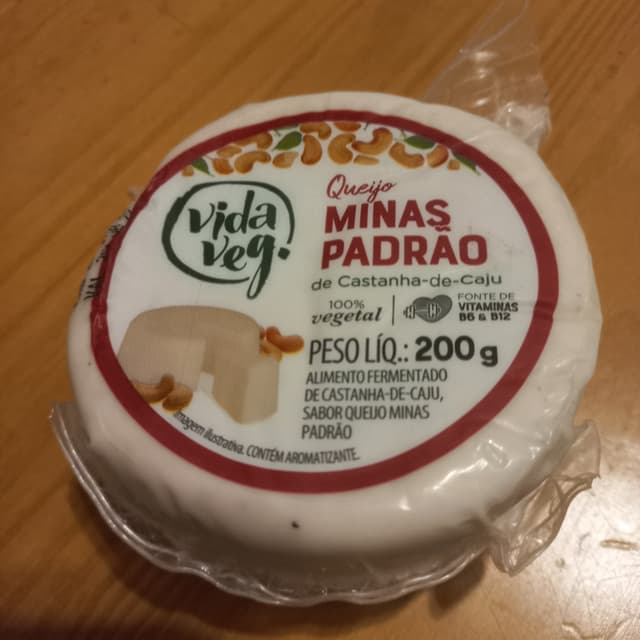 vida
veg.
Queijo
MINAS
PADRÃO
de Castanha-de-Caju
100%
vegetal
FONTE DE
VITAMINAS
B6 & B12
PESO LÍQ.: 200 g
ALIMENTO FERMENTADO
DE CASTANHA-DE-CAJU,
SABOR QUEIJO MINAS
PADRÃO
Imagem ilustrativa. CONTÉM AROMATIZANTE.